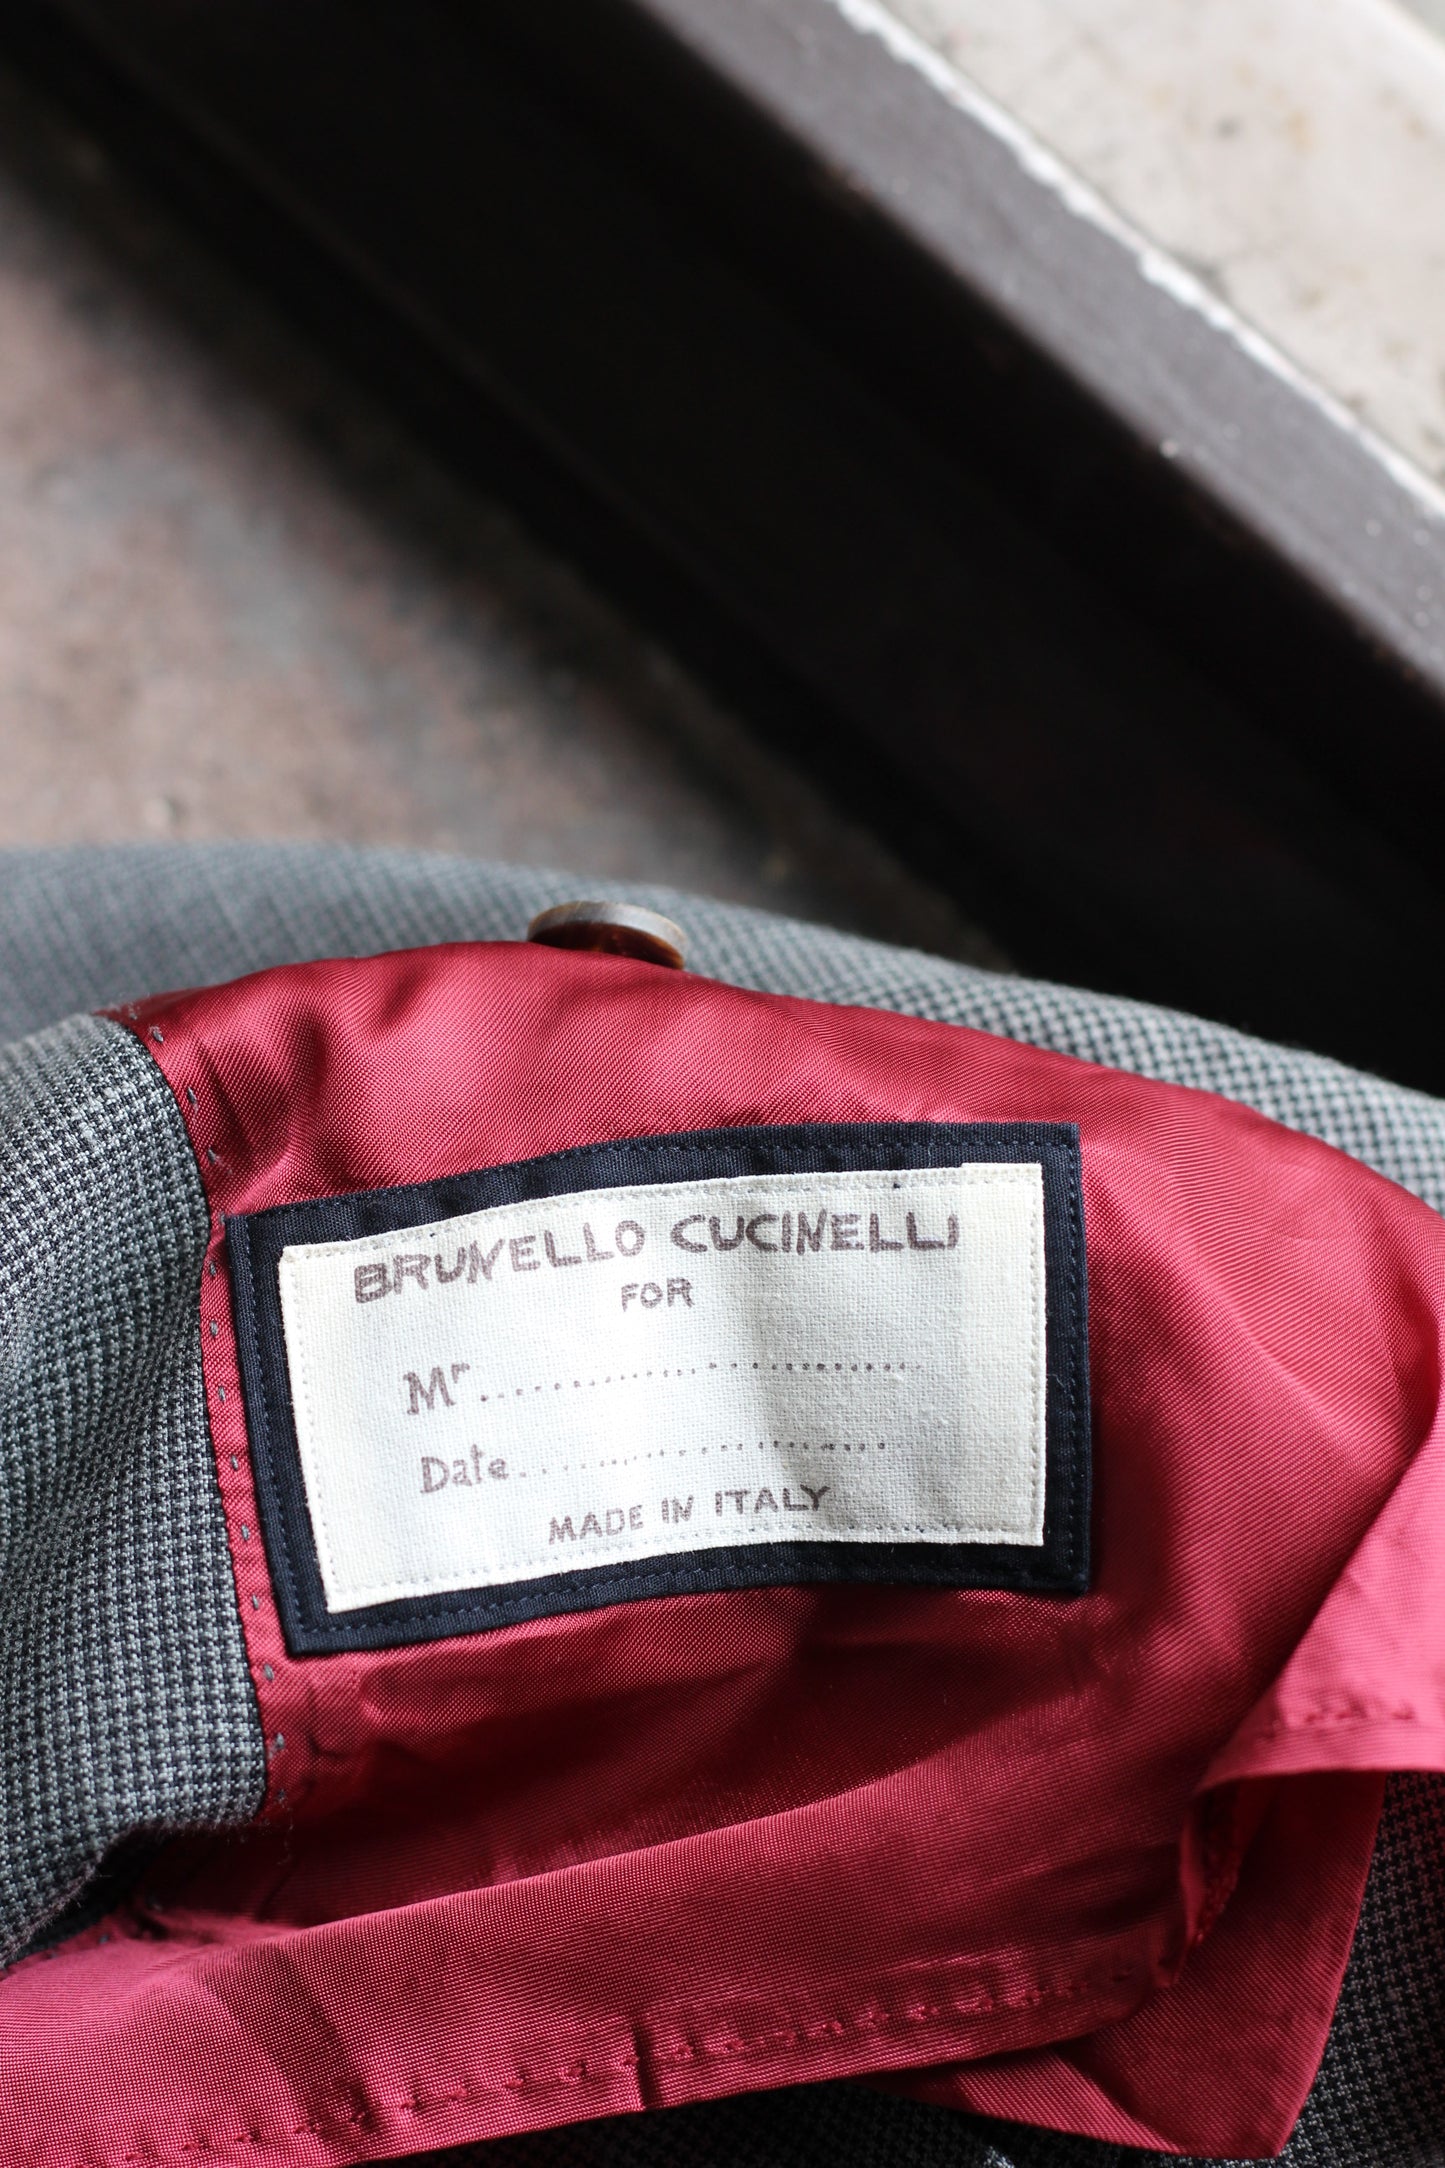 BRUNELLO CUCINELLI
FOR
Mr....................
Date....................
MADE IN ITALY